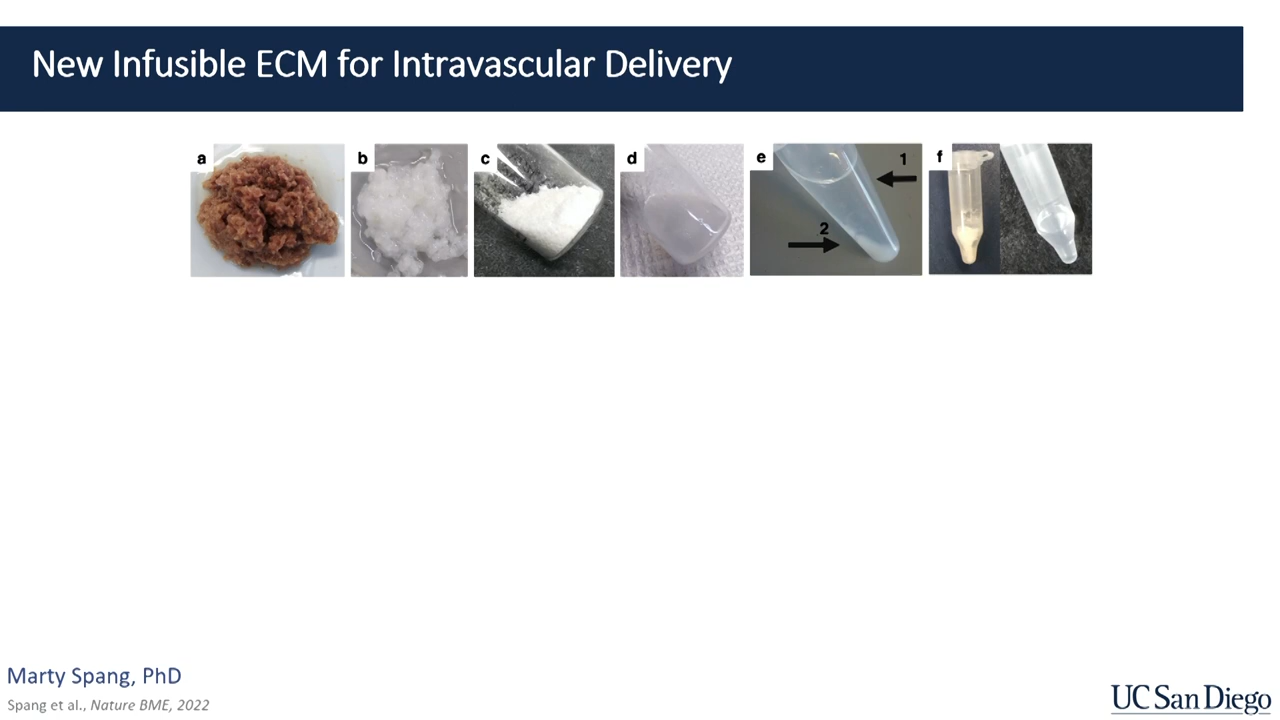 New Infusible ECM for Intravascular Delivery
a b c d e 1 2 f
Marty Spang, PhD
Spang et al., Nature BME, 2022
UC San Diego